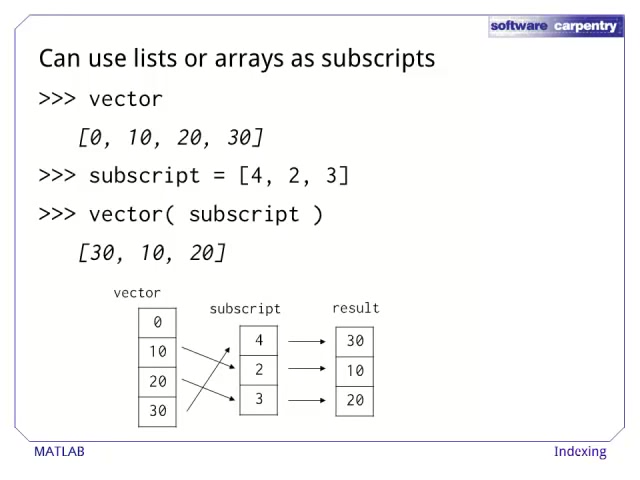 software carpentry
Can use lists or arrays as subscripts
>>> vector
[0, 10, 20, 30]
>>> subscript = [4, 2, 3]
>>> vector( subscript )
[30, 10, 20]
vector
0
10
20
30
subscript
4
2
3
result
30
10
20
MATLAB
Indexing